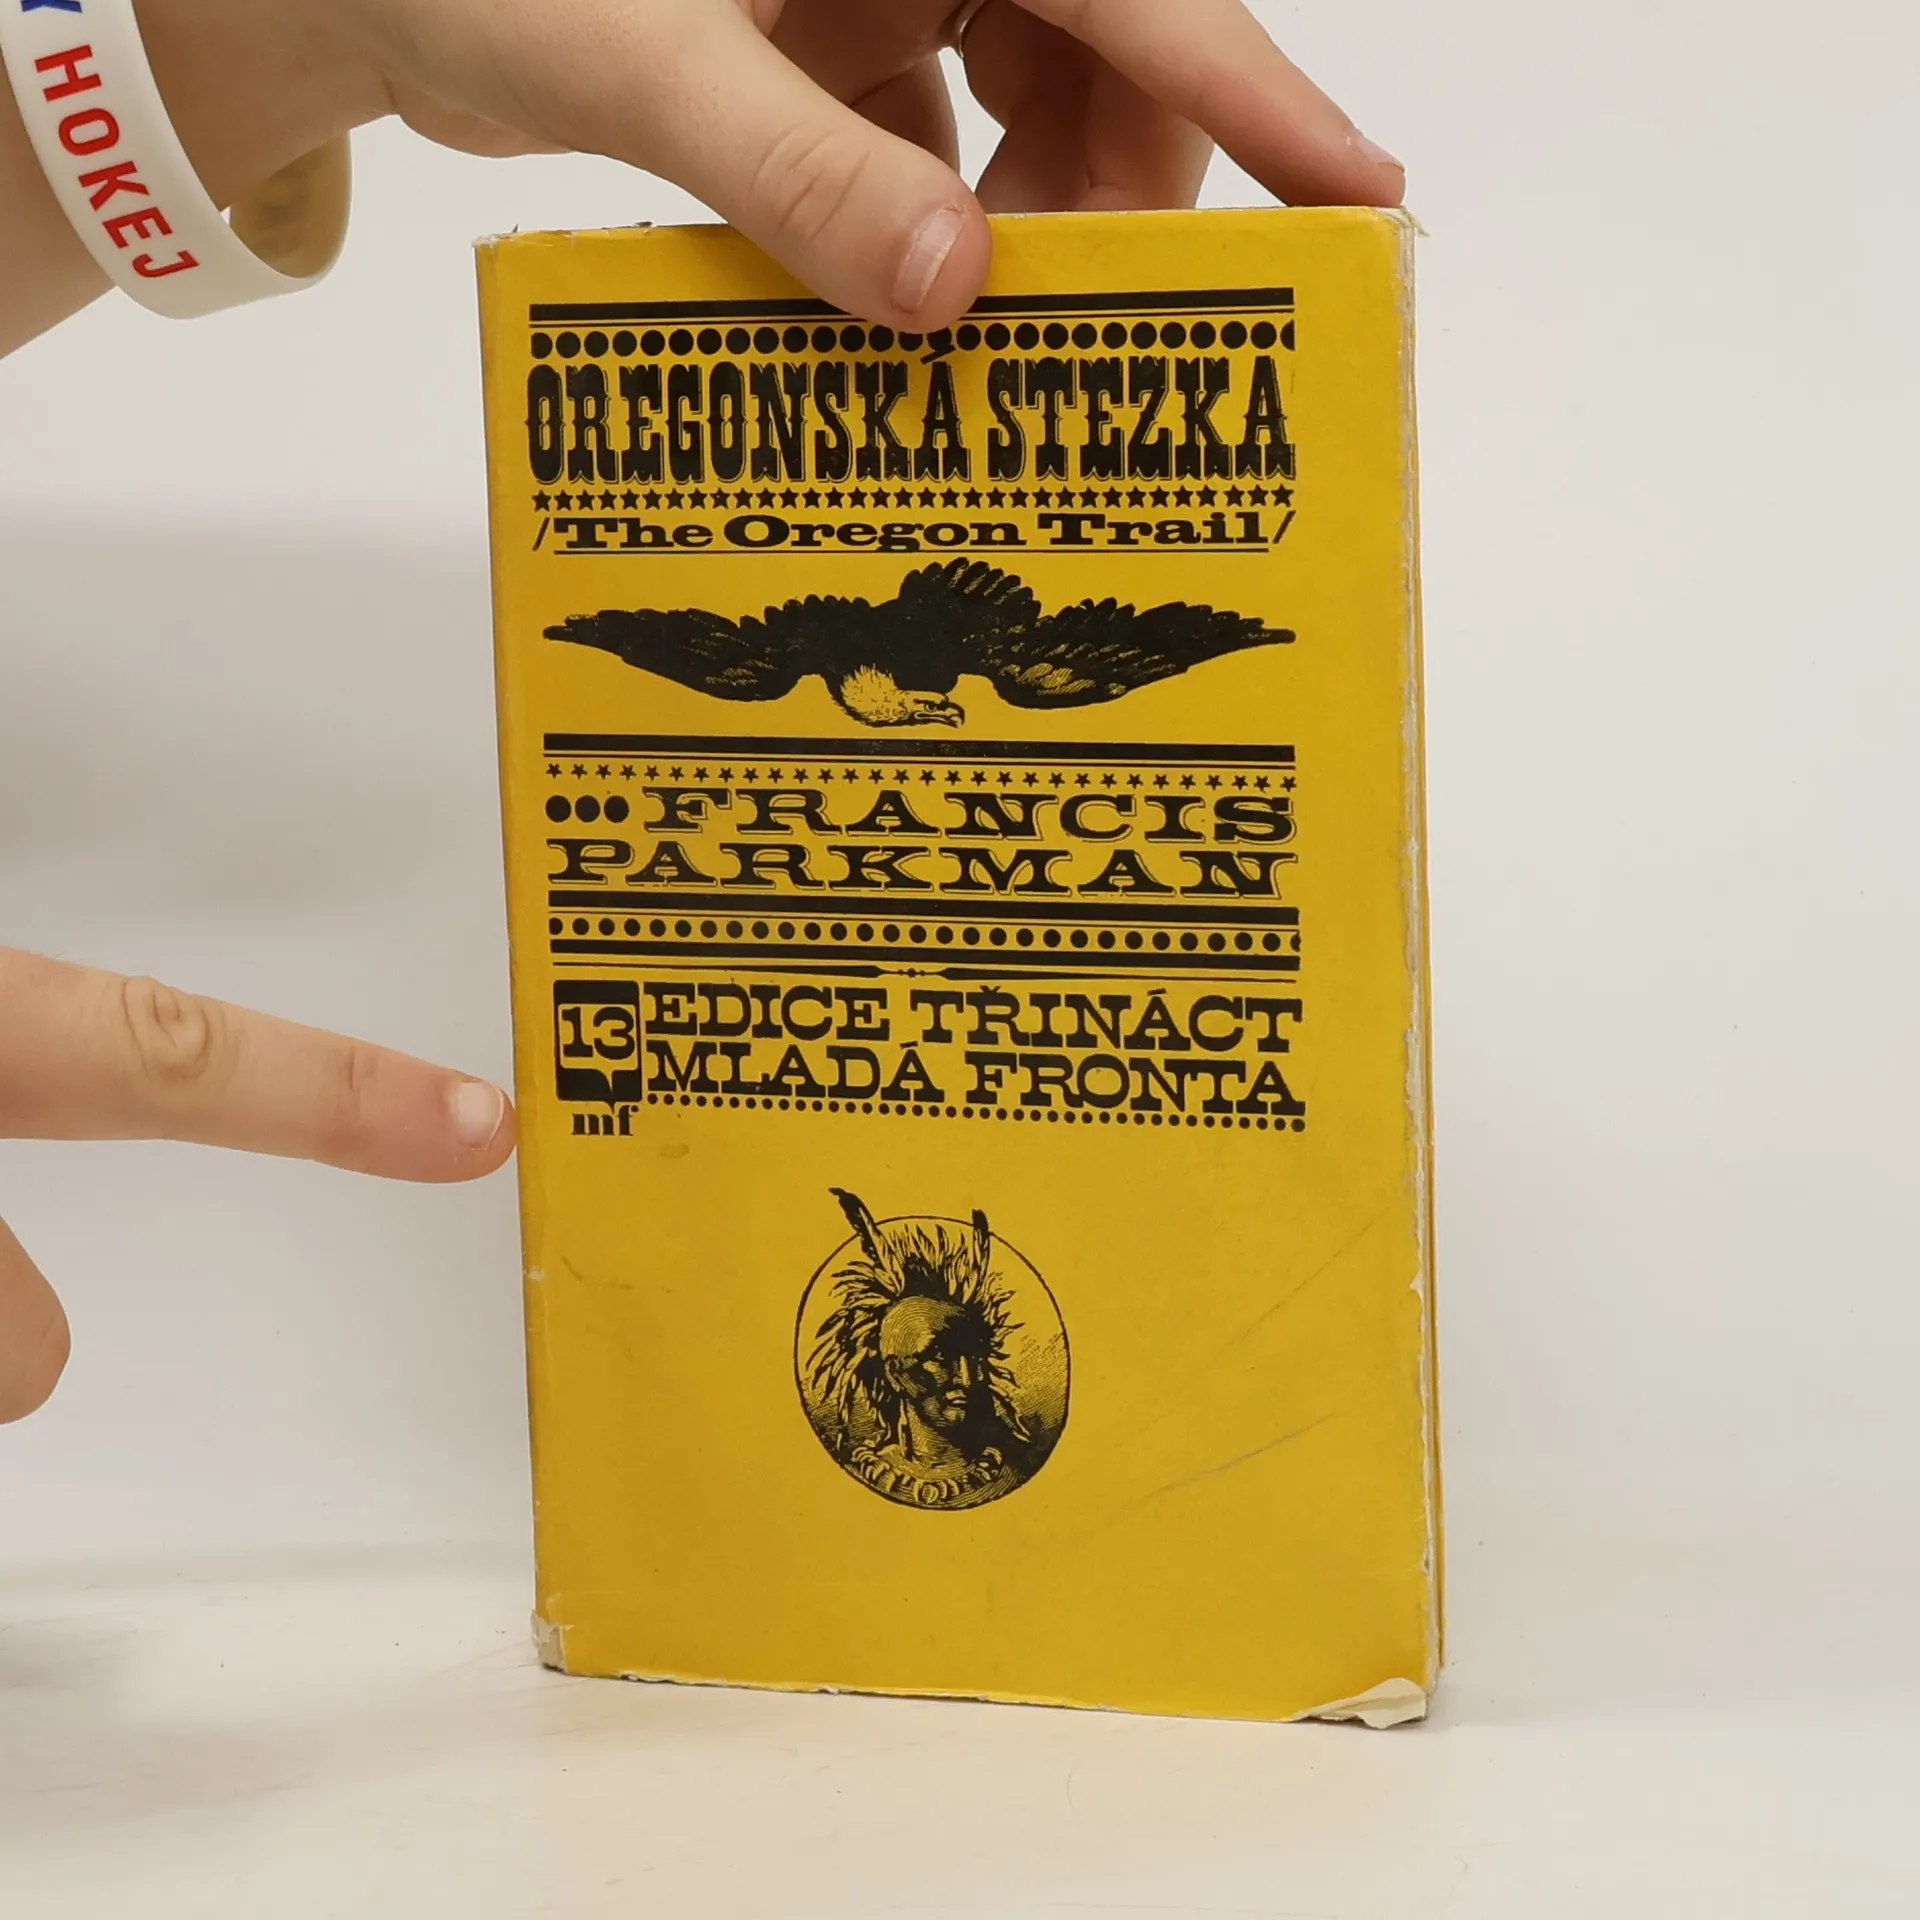 HOKEJ
OREGONSKÁ STEZKA
/The Oregon Trail/
FRANCIS
PARKMAN
13
EDICE TŘINÁCT
MLADÁ FRONTA
mf